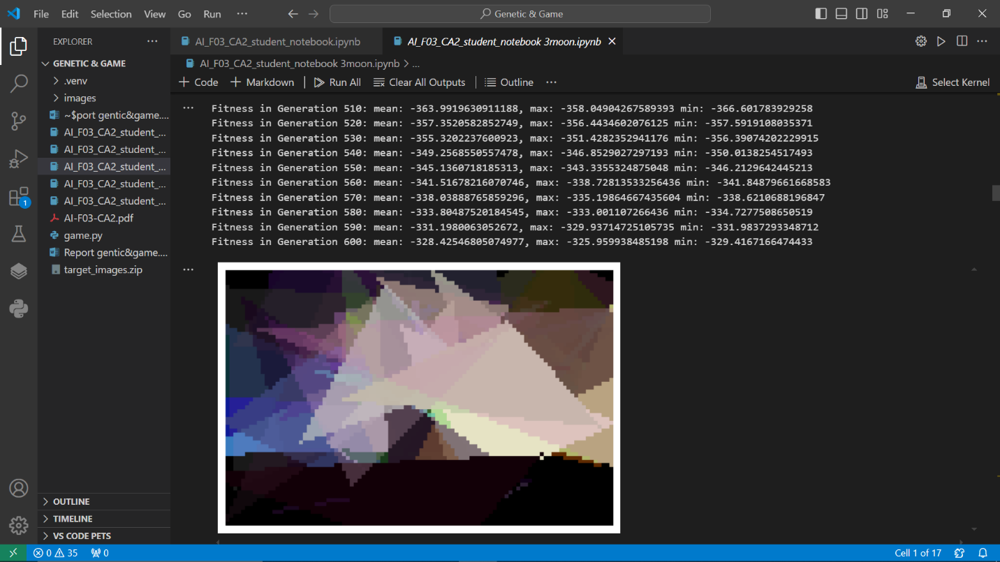 File Edit Selection View Go Run ··· Genetic & Game
EXPLORER ···
GENETIC & GAME
.venv
images
~$port gentic&game....
AI_F03_CA2_student_...
AI_F03_CA2_student_...
AI_F03_CA2_student_...
AI_F03_CA2_student_...
AI_F03_CA2_student_...
AI-F03-CA2.pdf
game.py
Report gentic&game....
target_images.zip
OUTLINE
TIMELINE
VS CODE PETS
1
AI_F03_CA2_student_notebook.ipynb AI_F03_CA2_student_notebook 3moon.ipynb
AI_F03_CA2_student_notebook 3moon.ipynb > ...
+ Code + Markdown | Run All Clear All Outputs | Outline ··· Select Kernel
Fitness in Generation 510: mean: -363.9919630911188, max: -358.04904267589393 min: -366.601783929258
Fitness in Generation 520: mean: -357.3520582852749, max: -356.4434602076125 min: -357.5919108035371
Fitness in Generation 530: mean: -355.3202237600923, max: -351.4282352941176 min: -356.39074202229915
Fitness in Generation 540: mean: -349.2568550557478, max: -346.8529027297193 min: -350.0138254517493
Fitness in Generation 550: mean: -345.1360718185313, max: -343.3355324875048 min: -346.2129642445213
Fitness in Generation 560: mean: -341.51678216070746, max: -338.72813533256436 min: -341.84879661668583
Fitness in Generation 570: mean: -338.03888765859296, max: -335.19864667435604 min: -338.6210688196847
Fitness in Generation 580: mean: -333.80487520184545, max: -333.001107266436 min: -334.7277508650519
Fitness in Generation 590: mean: -331.1980063052672, max: -329.93714725105735 min: -331.9837293348712
Fitness in Generation 600: mean: -328.42546805074977, max: -325.959938485198 min: -329.4167166474433
0 35 0 Cell 1 of 17